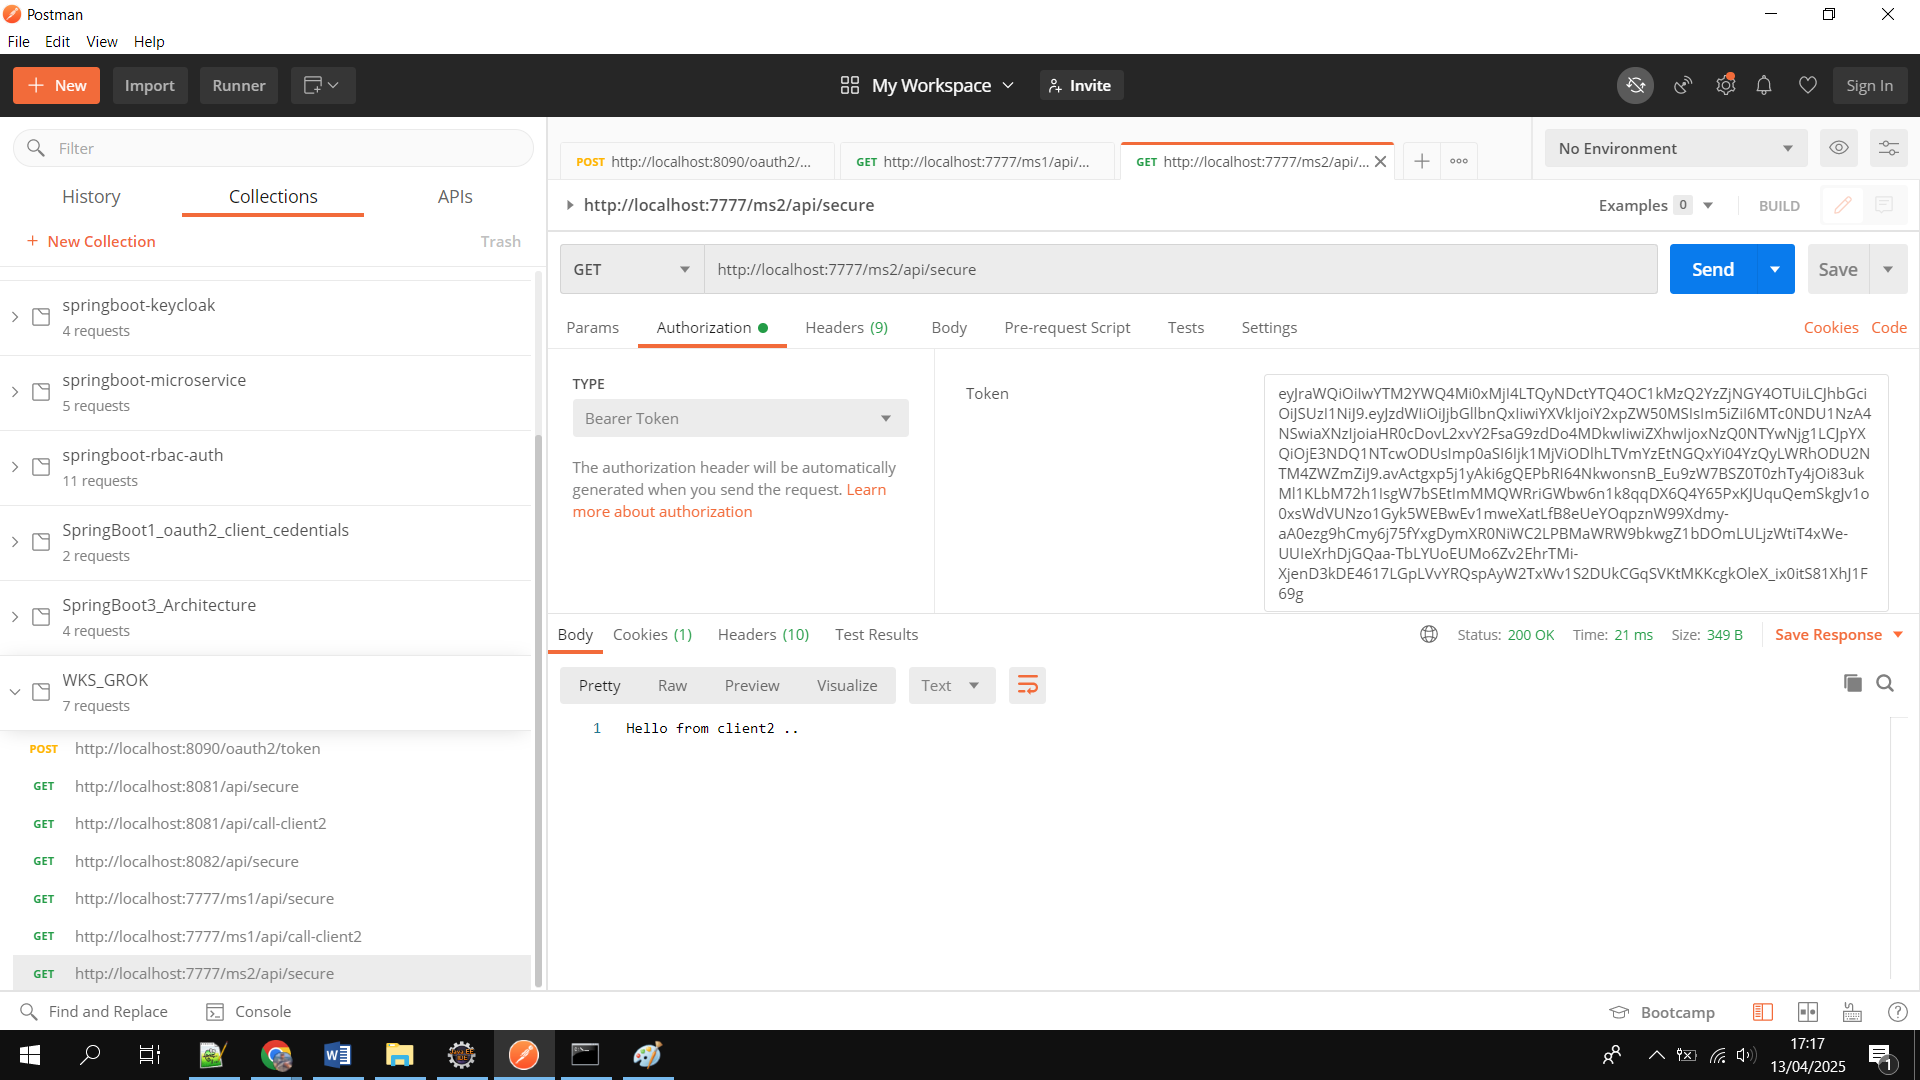 Postman
File Edit View Help
New Import Runner My Workspace Invite Sign In
Filter
History Collections APIs
+ New Collection Trash
springboot-keycloak
4 requests
springboot-microservice
5 requests
springboot-rbac-auth
11 requests
SpringBoot1_oauth2_client_cedentials
2 requests
SpringBoot3_Architecture
4 requests
WKS_GROK
7 requests
POST http://localhost:8090/oauth2/token
GET http://localhost:8081/api/secure
GET http://localhost:8081/api/call-client2
GET http://localhost:8082/api/secure
GET http://localhost:7777/ms1/api/secure
GET http://localhost:7777/ms1/api/call-client2
GET http://localhost:7777/ms2/api/secure
POST http://localhost:8090/oauth2/... GET http://localhost:7777/ms1/api/... GET http://localhost:7777/ms2/api/...
No Environment
http://localhost:7777/ms2/api/secure
Examples 0 BUILD
GET http://localhost:7777/ms2/api/secure Send Save
Params Authorization Headers (9) Body Pre-request Script Tests Settings Cookies Code
TYPE
Bearer Token
The authorization header will be automatically
generated when you send the request. Learn
more about authorization
Token
Body Cookies (1) Headers (10) Test Results Status: 200 OK Time: 21 ms Size: 349 B Save Response
Pretty Raw Preview Visualize Text
1 Hello from client2 ..
Find and Replace Console Bootcamp
17:17
13/04/2025
1